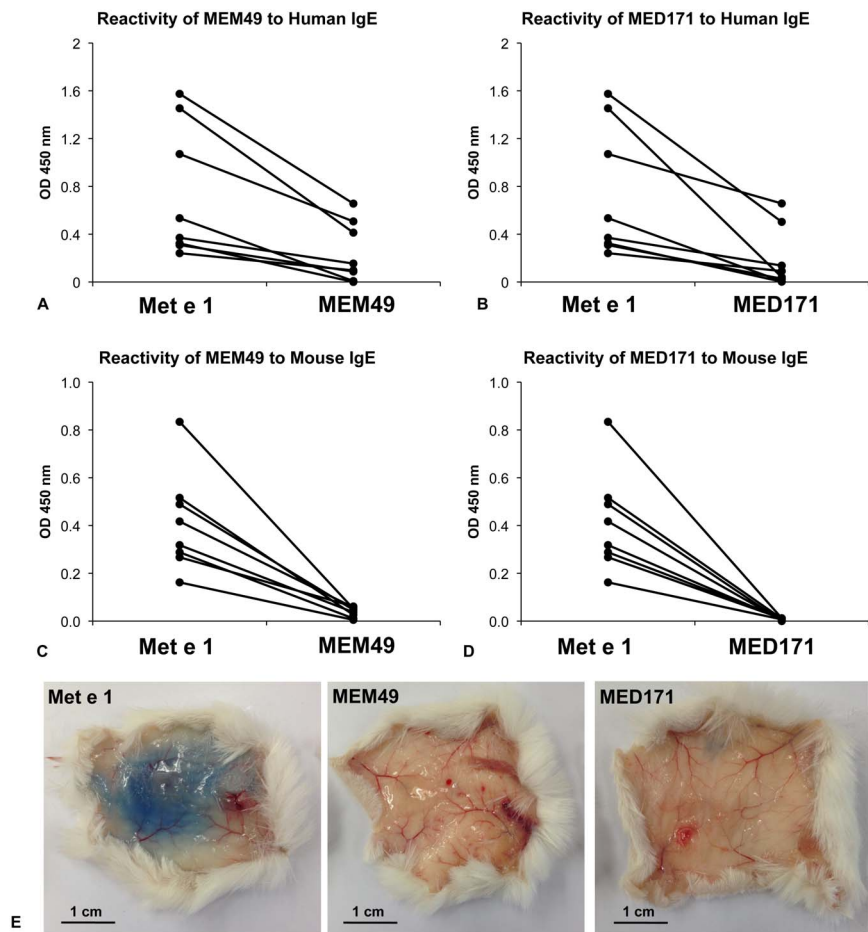 Reactivity of MEM49 to Human IgE
2
1.6
1.2
0.8
0.4
0
OD 450 nm
Met e 1
MEM49
A
Reactivity of MED171 to Human IgE
2
1.6
1.2
0.8
0.4
0
OD 450 nm
Met e 1
MED171
B
Reactivity of MEM49 to Mouse IgE
1.0
0.8
0.6
0.4
0.2
0.0
OD 450 nm
Met e 1
MEM49
C
Reactivity of MED171 to Mouse IgE
1.0
0.8
0.6
0.4
0.2
0.0
OD 450 nm
Met e 1
MED171
D
Met e 1
1 cm
MEM49
1 cm
MED171
1 cm
E